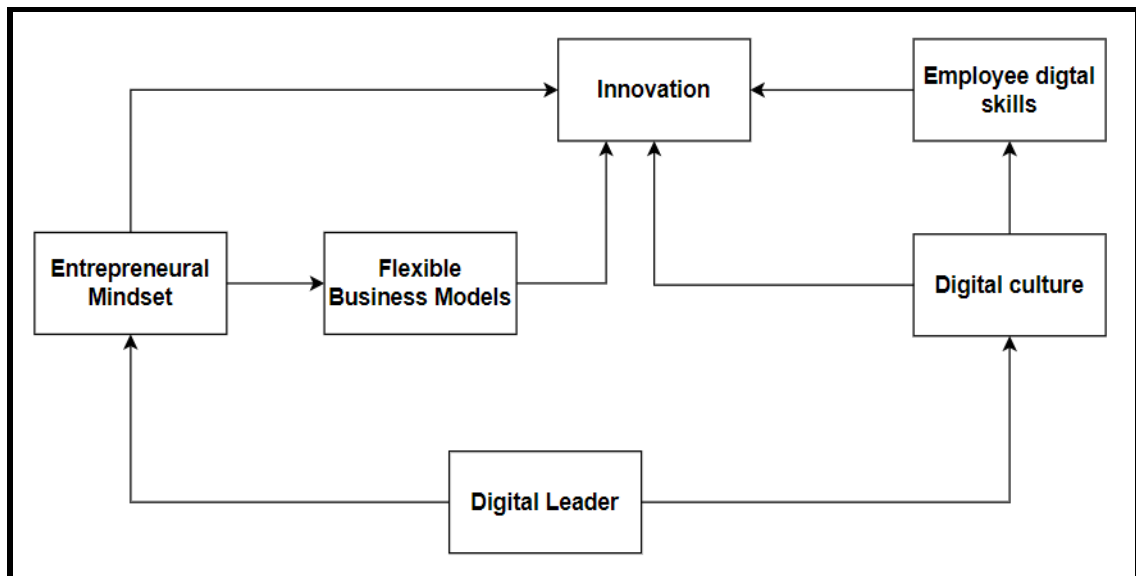 Innovation
Employee digtal
skills
Entrepreneural
Mindset
Flexible
Business Models
Digital culture
Digital Leader